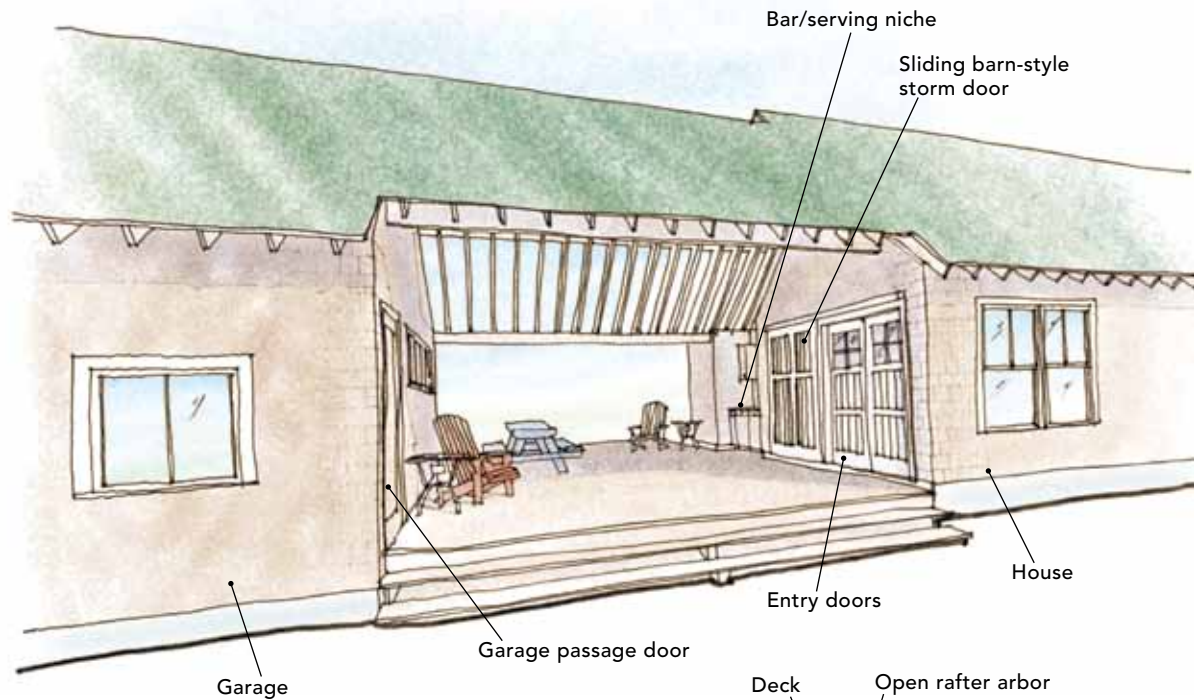 Bar/serving niche
Sliding barn-style
storm door
House
Entry doors
Garage passage door
Garage
Deck
Open rafter arbor